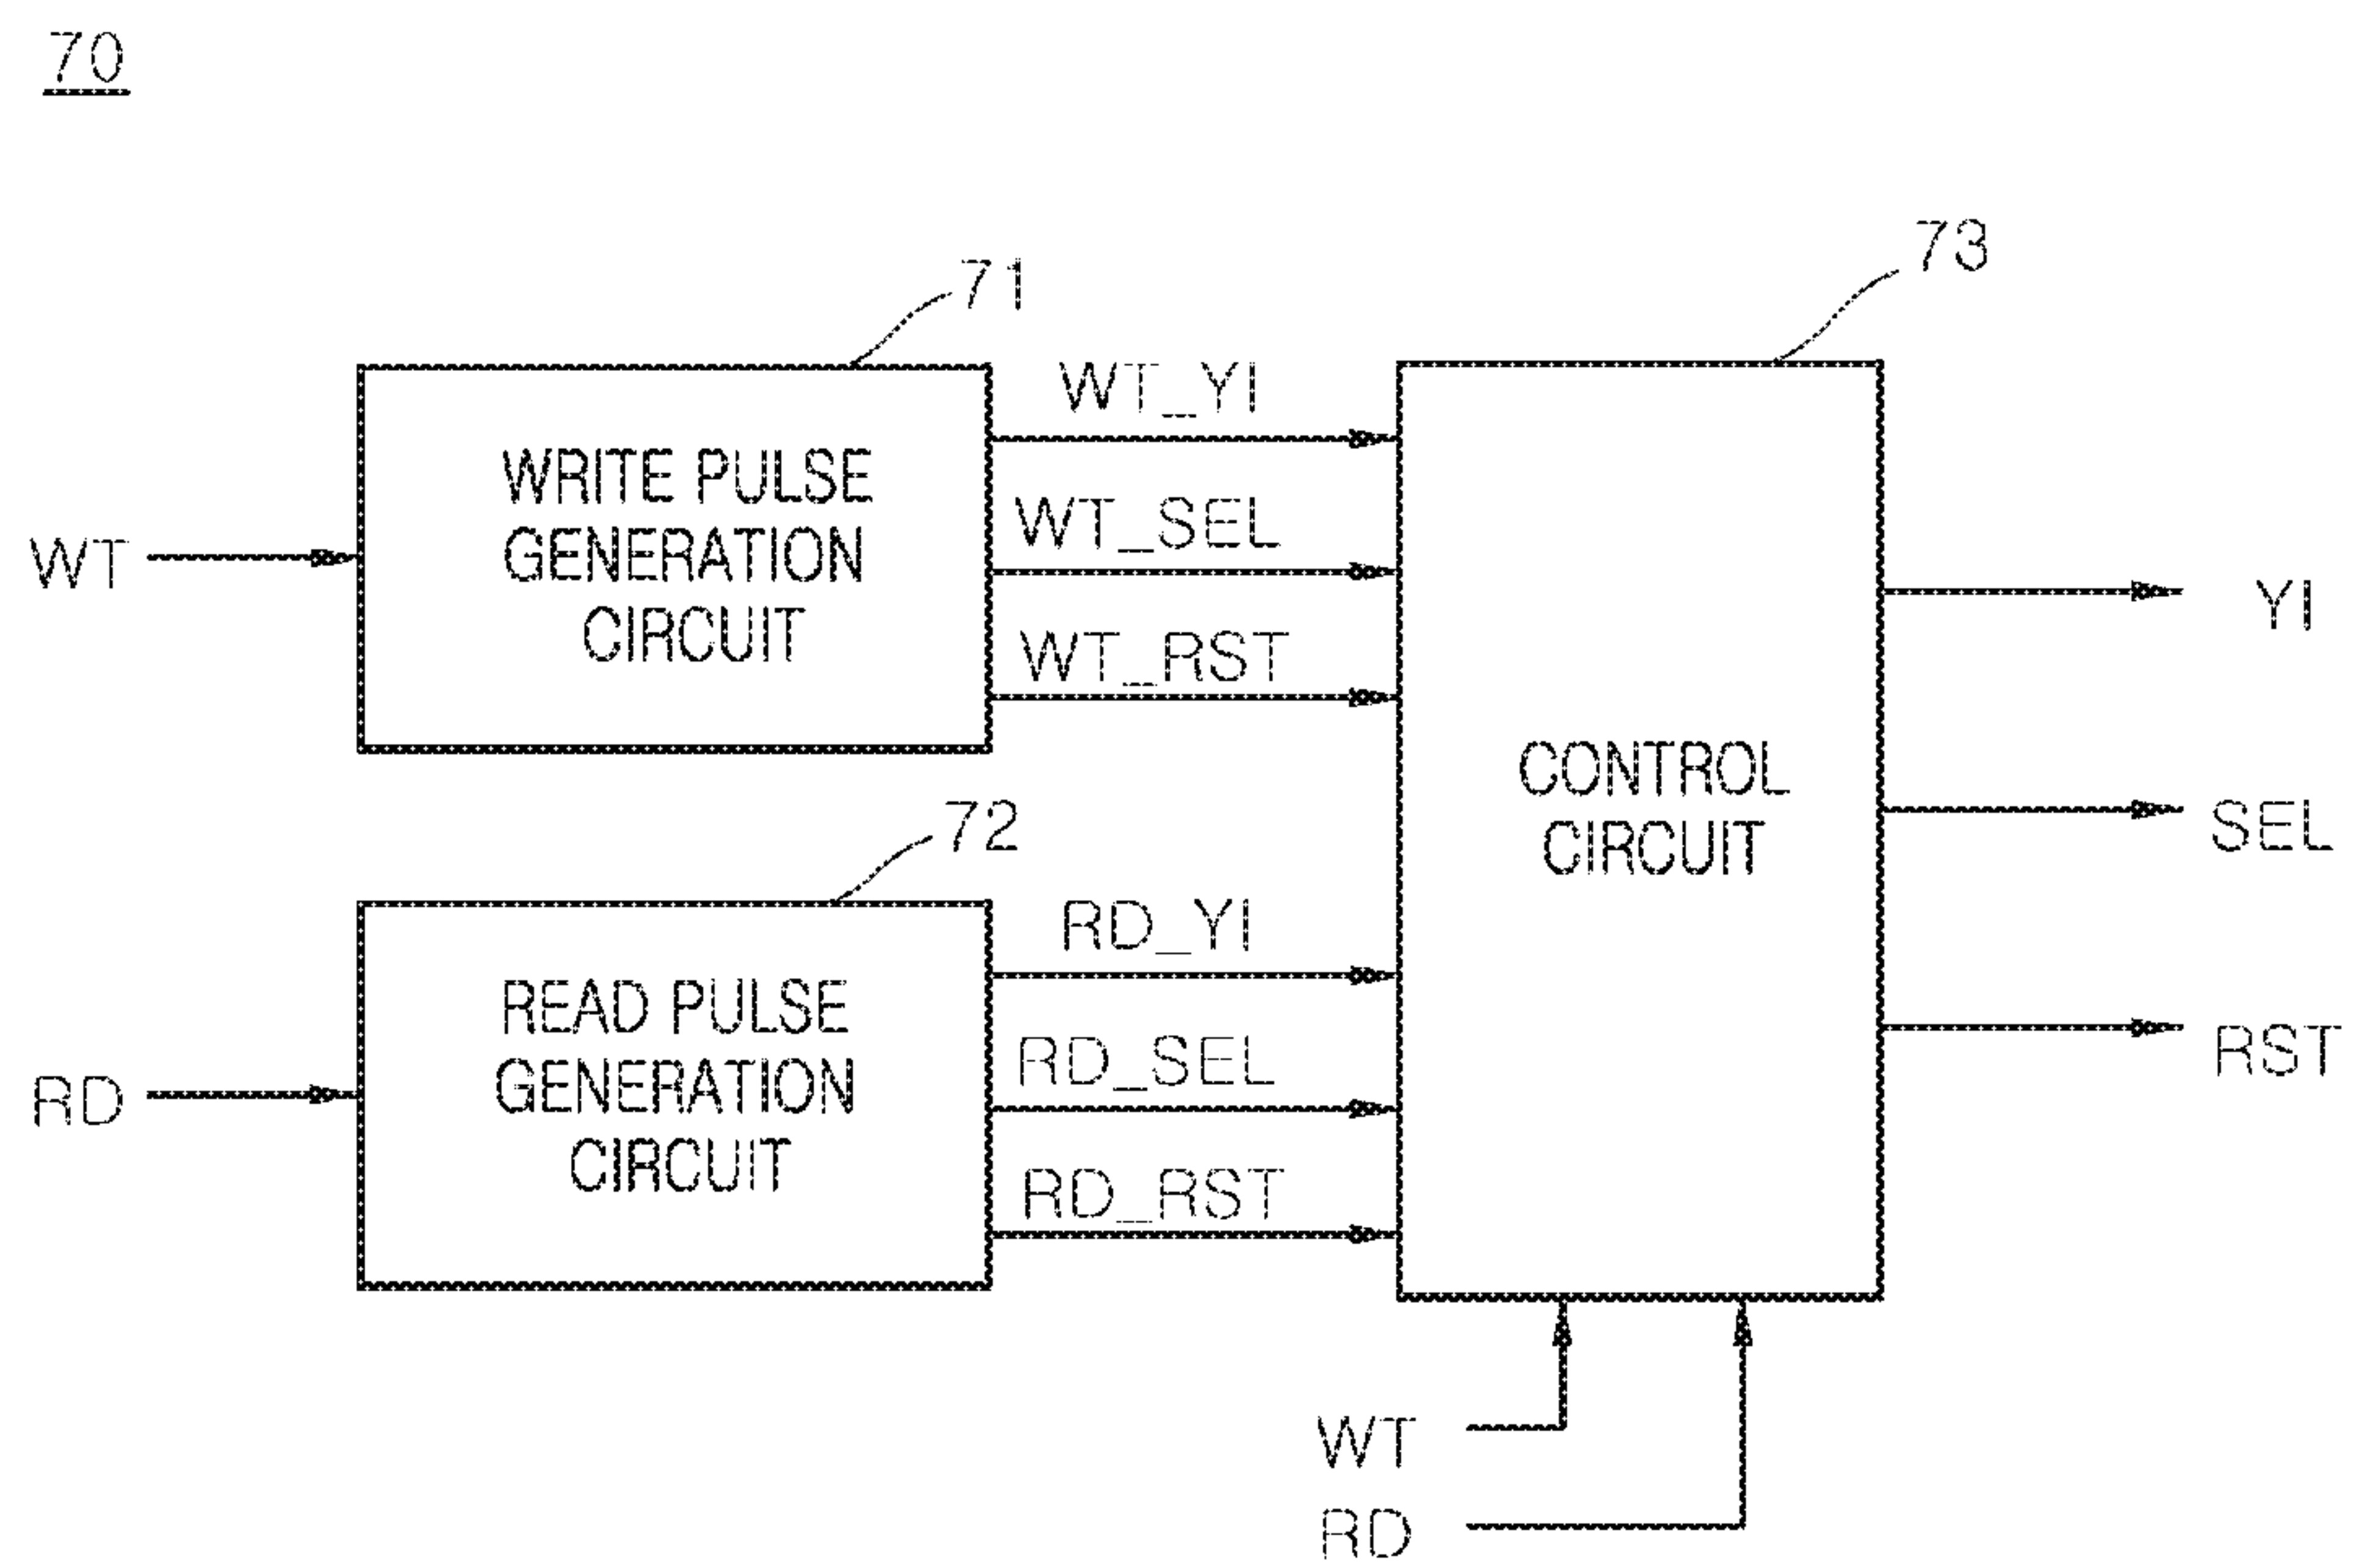 70
71
73
WT_YI
WRITE PULSE
GENERATION
CIRCUIT
WT_SEL
WT
WT_RST
YI
CONTROL
CIRCUIT
SEL
72
RD_YI
READ PULSE
GENERATION
CIRCUIT
RD_SEL
RD
RD_RST
RST
WT
RD